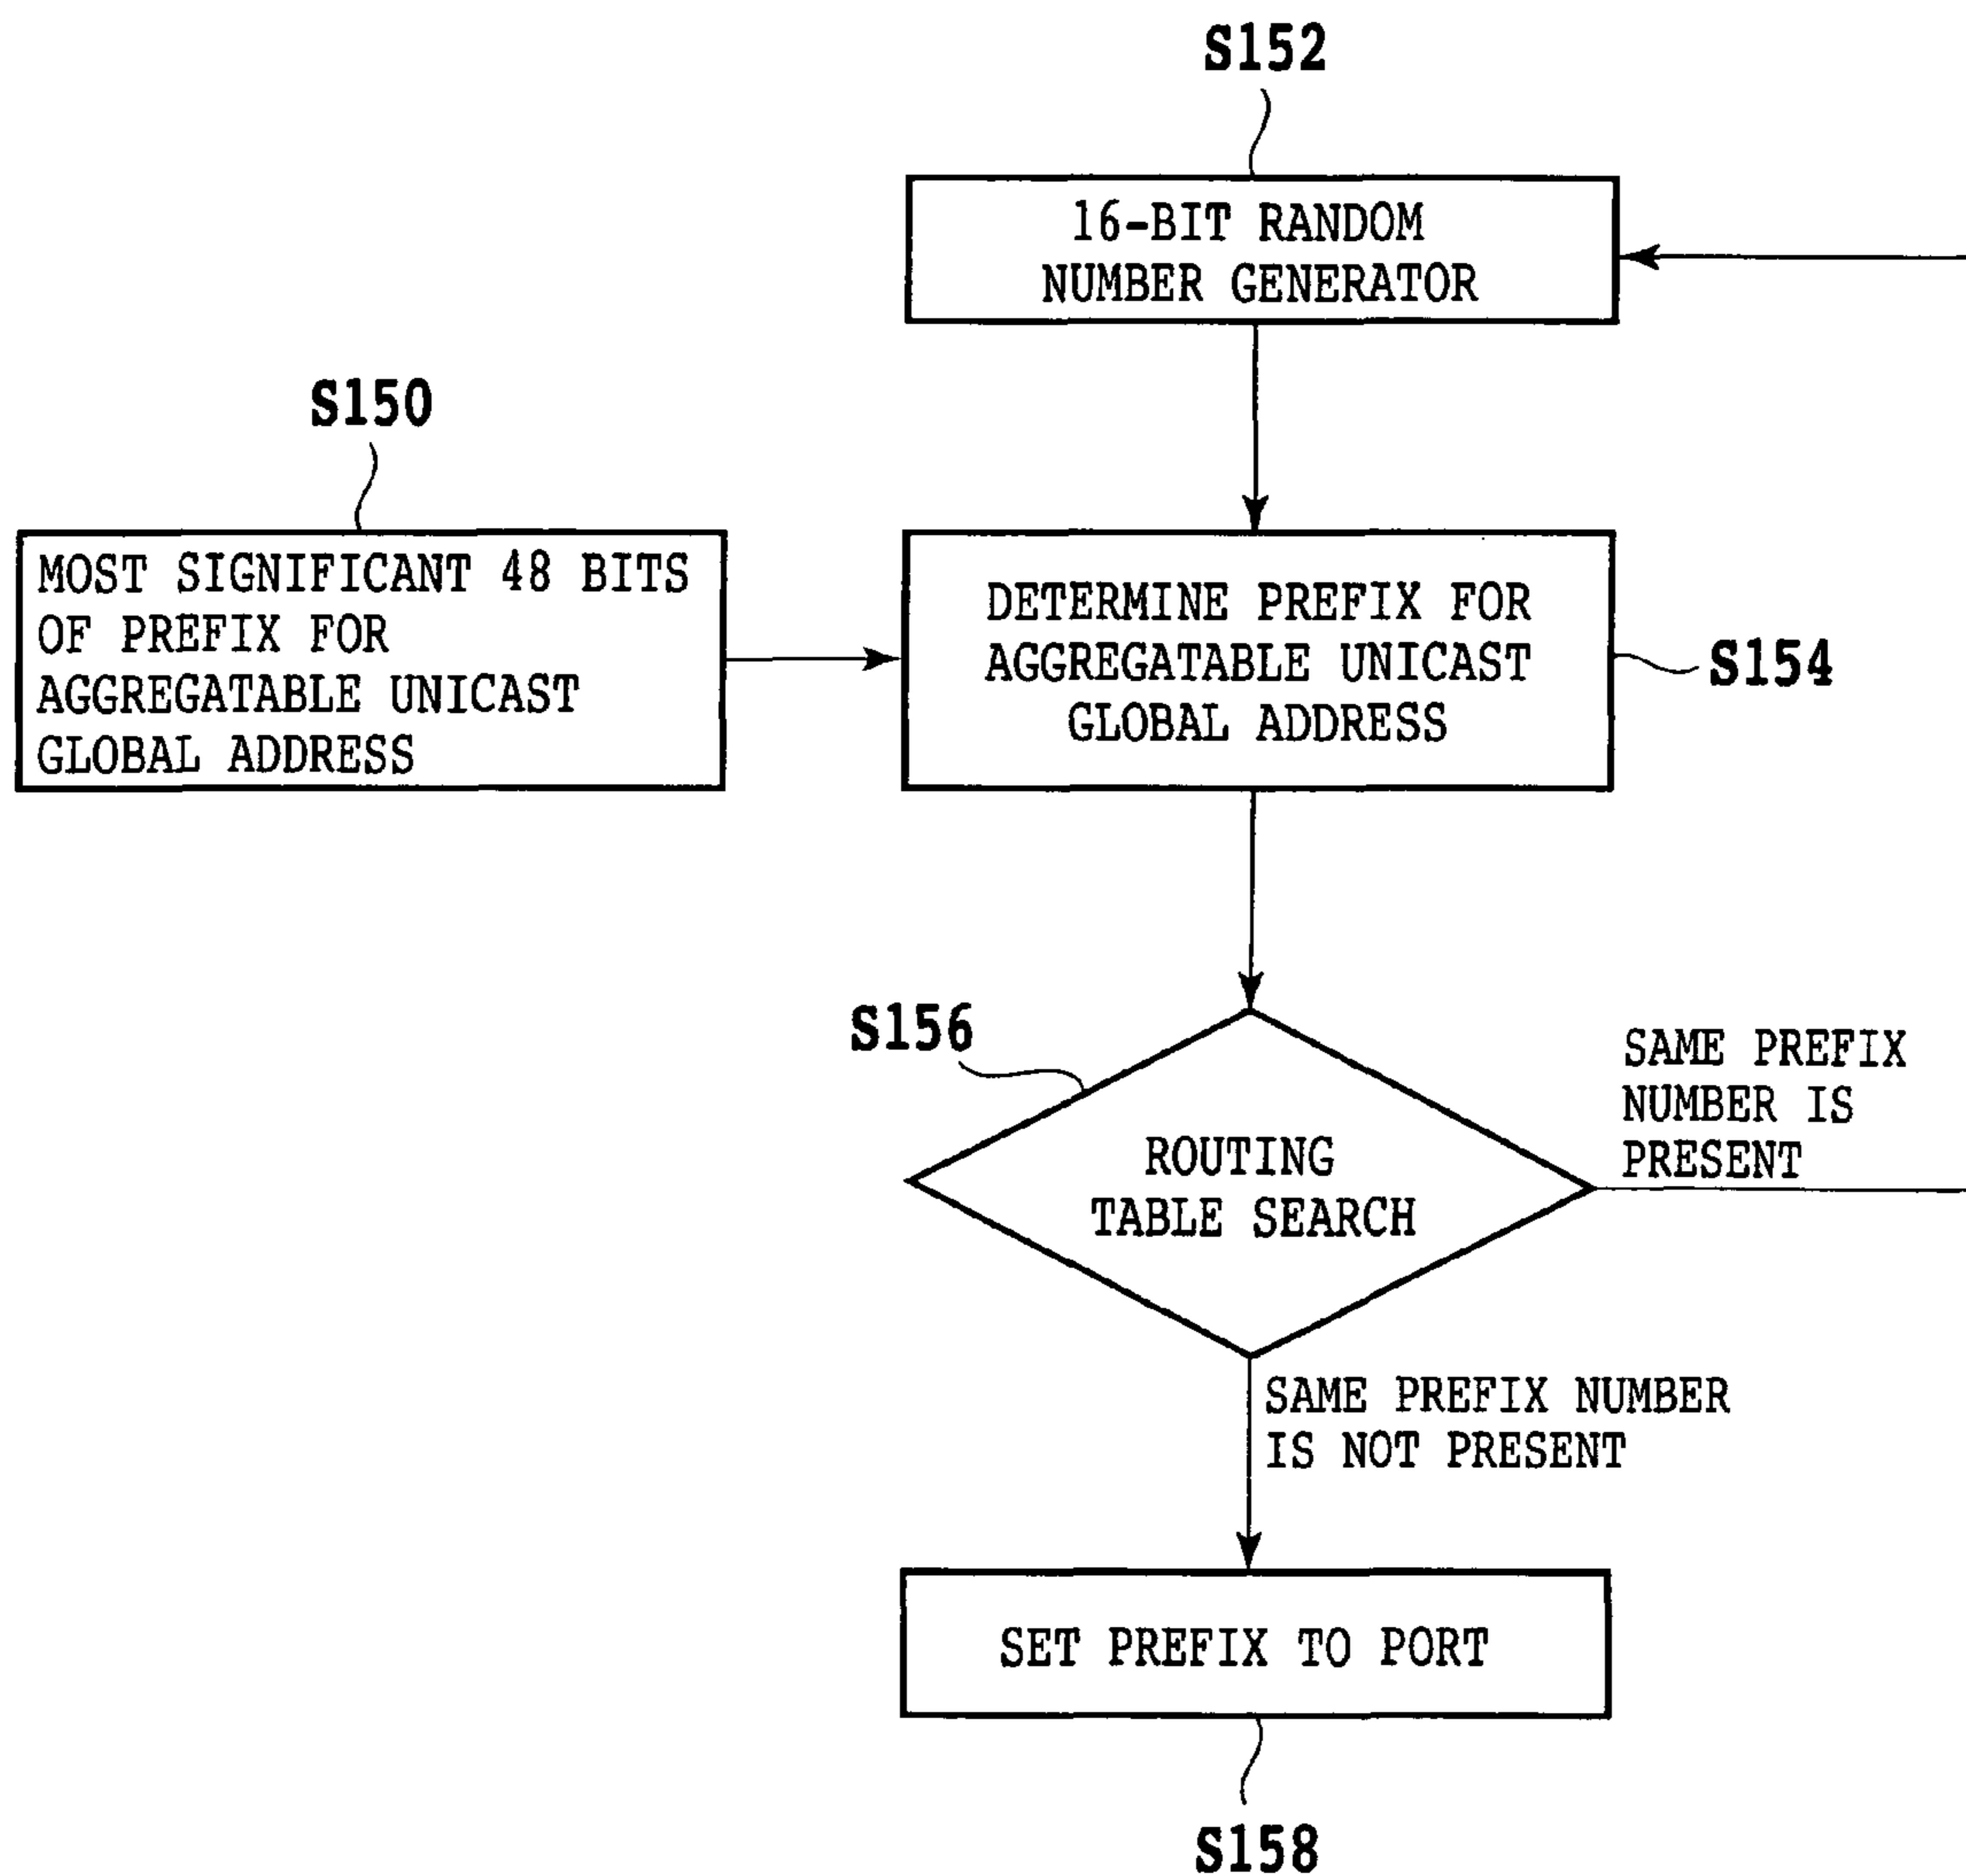 S152
16-BIT RANDOM
NUMBER GENERATOR
S150
MOST SIGNIFICANT 48 BITS
OF PREFIX FOR
AGGREGATABLE UNICAST
GLOBAL ADDRESS
DETERMINE PREFIX FOR
AGGREGATABLE UNICAST
GLOBAL ADDRESS
S154
S156
ROUTING
TABLE SEARCH
SAME PREFIX
NUMBER IS
PRESENT
SAME PREFIX NUMBER
IS NOT PRESENT
SET PREFIX TO PORT
S158